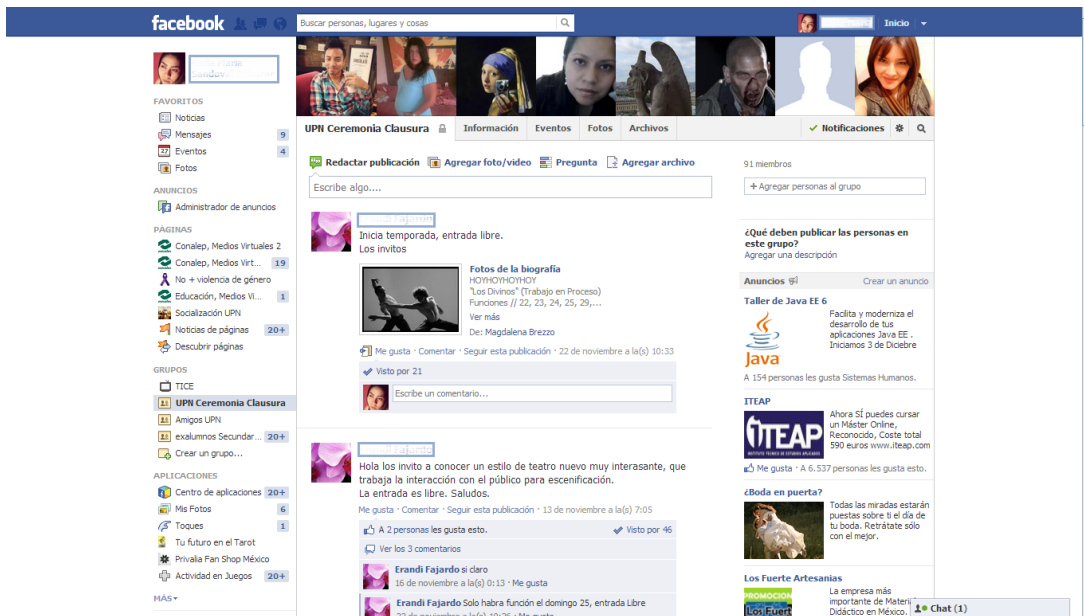 facebook
Buscar personas, lugares y cosas
Inicio
FAVORITOS
Noticias
Mensajes 9
Eventos 4
Fotos
ANUNCIOS
Administrador de anuncios
PÁGINAS
Conalep, Medios Virtuales 2
Conalep, Medios Virt... 19
No + violencia de género
Educación, Medios Vi... 1
Socialización UPN
Noticias de páginas 20+
Descubrir páginas
GRUPOS
TICE
UPN Ceremonia Clausura
Amigos UPN
exalumnos Secundar... 20+
Crear un grupo...
APLICACIONES
Centro de aplicaciones 20+
Mis Fotos 6
Toques 1
Tu futuro en el Tarot
Privalia Fan Shop México
Actividad en Juegos 20+
MÁS
UPN Ceremonia Clausura Información Eventos Fotos Archivos
Notificaciones
Redactar publicación Agregar foto/video Pregunta Agregar archivo
Escribe algo....
Inicia temporada, entrada libre.
Los invitos
Fotos de la biografía
HOYHOYHOYHOY
"Los Divinos" (Trabajo en Proceso)
Funciones // 22, 23, 24, 25, 29,...
Ver más
De: Magdalena Brezzo
Me gusta · Comentar · Seguir esta publicación · 22 de noviembre a la(s) 10:33
Visto por 21
Escribe un comentario...
Hola los invito a conocer un estilo de teatro nuevo muy interasante, que
trabaja la interacción con el público para escenificación.
La entrada es libre. Saludos.
Me gusta · Comentar · Seguir esta publicación · 13 de noviembre a la(s) 7:05
A 2 personas les gusta esto. Visto por 46
Ver los 3 comentarios
Erandi Fajardo si claro
16 de noviembre a la(s) 0:13 · Me gusta
Erandi Fajardo Solo habra función el domingo 25, entrada Libre
91 miembros
+ Agregar personas al grupo
¿Qué deben publicar las personas en
este grupo?
Agregar una descripción
Anuncios Crear un anuncio
Taller de Java EE 6
Java
Facilita y moderniza el
desarrollo de tus
aplicaciones Java EE .
Iniciamos 3 de Diciebre
A 154 personas les gusta Sistemas Humanos.
ITEAP
ITEAP
INSTITUTO TECNICO DE ESTUDIOS APLICADOS
Ahora SÍ puedes cursar
un Máster Online,
Reconocido, Coste total
590 euros www.iteap.com
Me gusta · A 6.537 personas les gusta esto.
¿Boda en puerta?
Todas las miradas estarán
puestas sobre ti el día de
tu boda. Retrátate sólo
con el mejor.
Los Fuerte Artesanias
PROMOCION
Los Fuert
La empresa más
importante de Materi
Didáctico en México.
Chat (1)